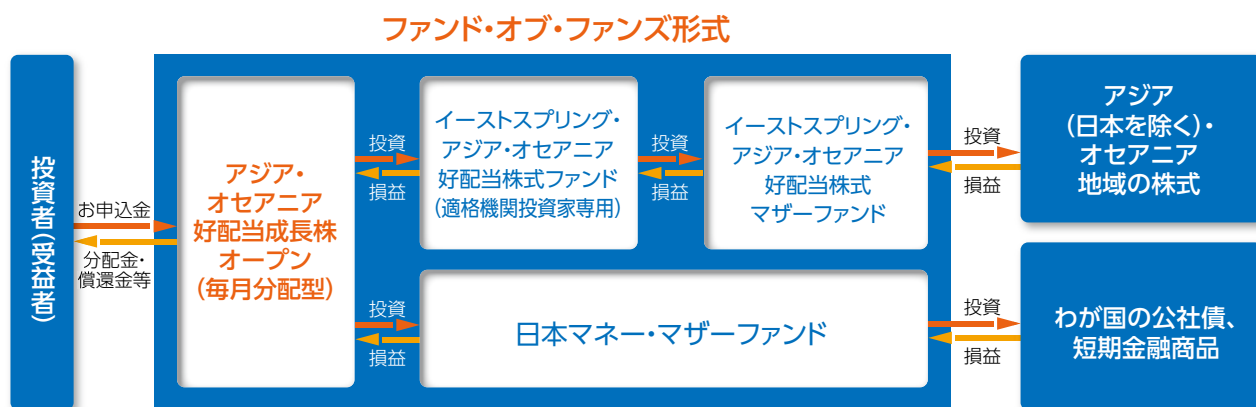 ファンド・オブ・ファンズ形式
投資者(受益者)
お申込金
分配金・
償還金等
アジア・
オセアニア
好配当成長株
オープン
(毎月分配型)
投資
損益
イーストスプリング・
アジア・オセアニア
好配当株式ファンド
(適格機関投資家専用)
投資
損益
イーストスプリング・
アジア・オセアニア
好配当株式
マザーファンド
投資
損益
アジア
(日本を除く)・
オセアニア
地域の株式
投資
損益
日本マネー・マザーファンド
投資
損益
わが国の公社債、
短期金融商品